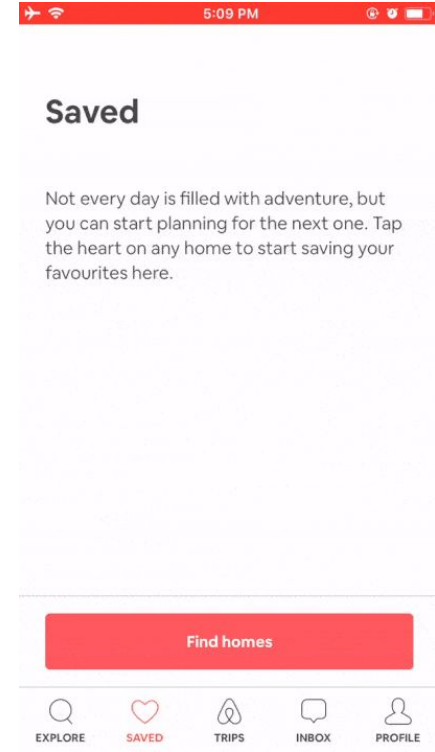 5:09 PM
Saved
Not every day is filled with adventure, but
you can start planning for the next one. Tap
the heart on any home to start saving your
favourites here.
Find homes
EXPLORE SAVED TRIPS INBOX PROFILE